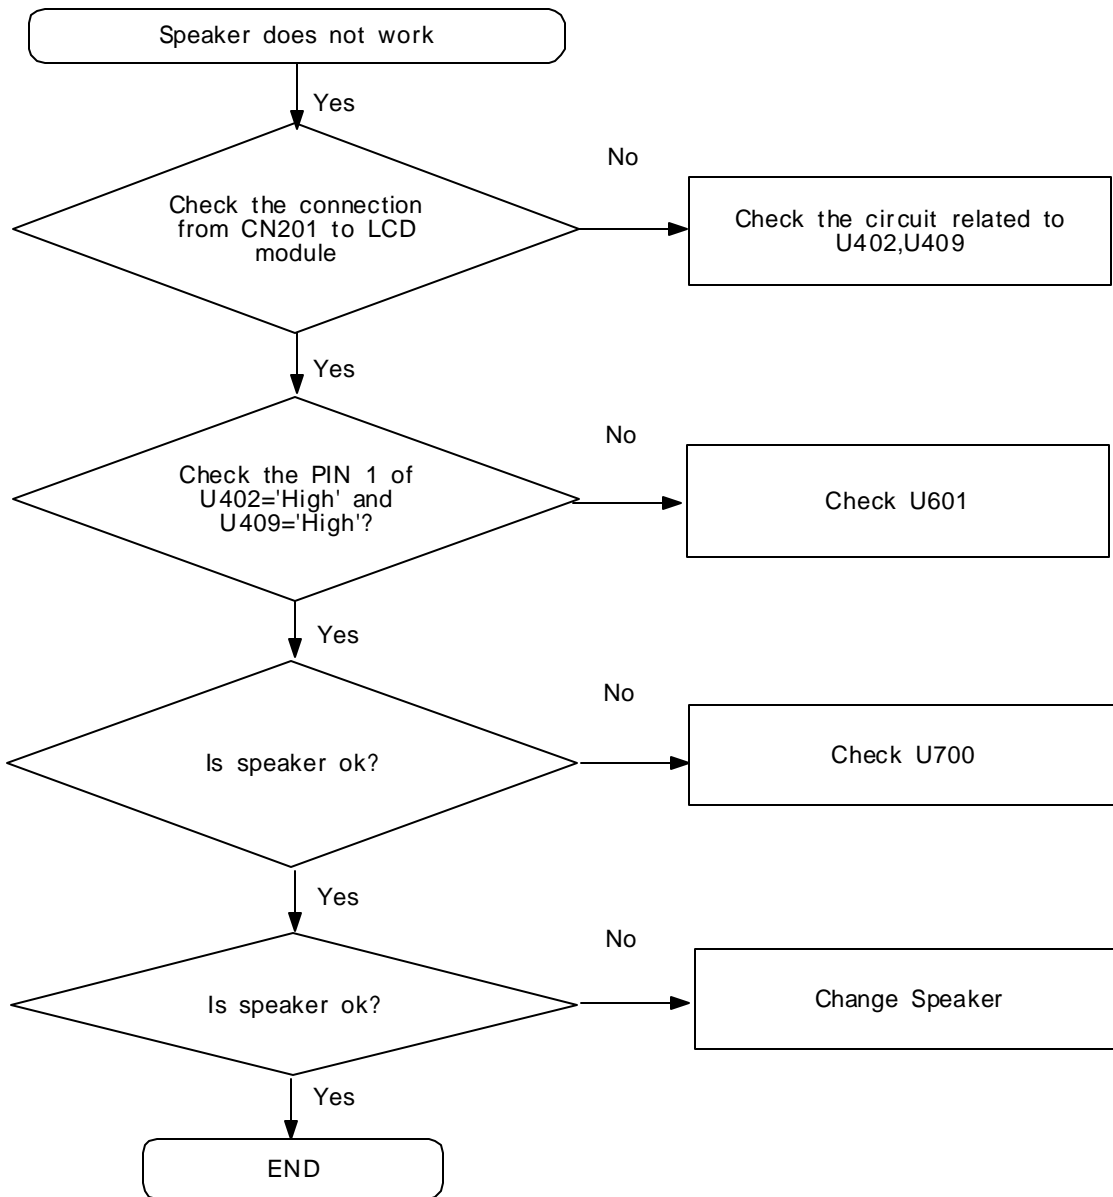 Speaker does not work
Yes
No
Check the connection
from CN201 to LCD
module
Check the circuit related to
U402,U409
Yes
No
Check the PIN 1 of
U402='High' and
U409='High'?
Check U601
Yes
No
Is speaker ok?
Check U700
Yes
No
Is speaker ok?
Change Speaker
Yes
END